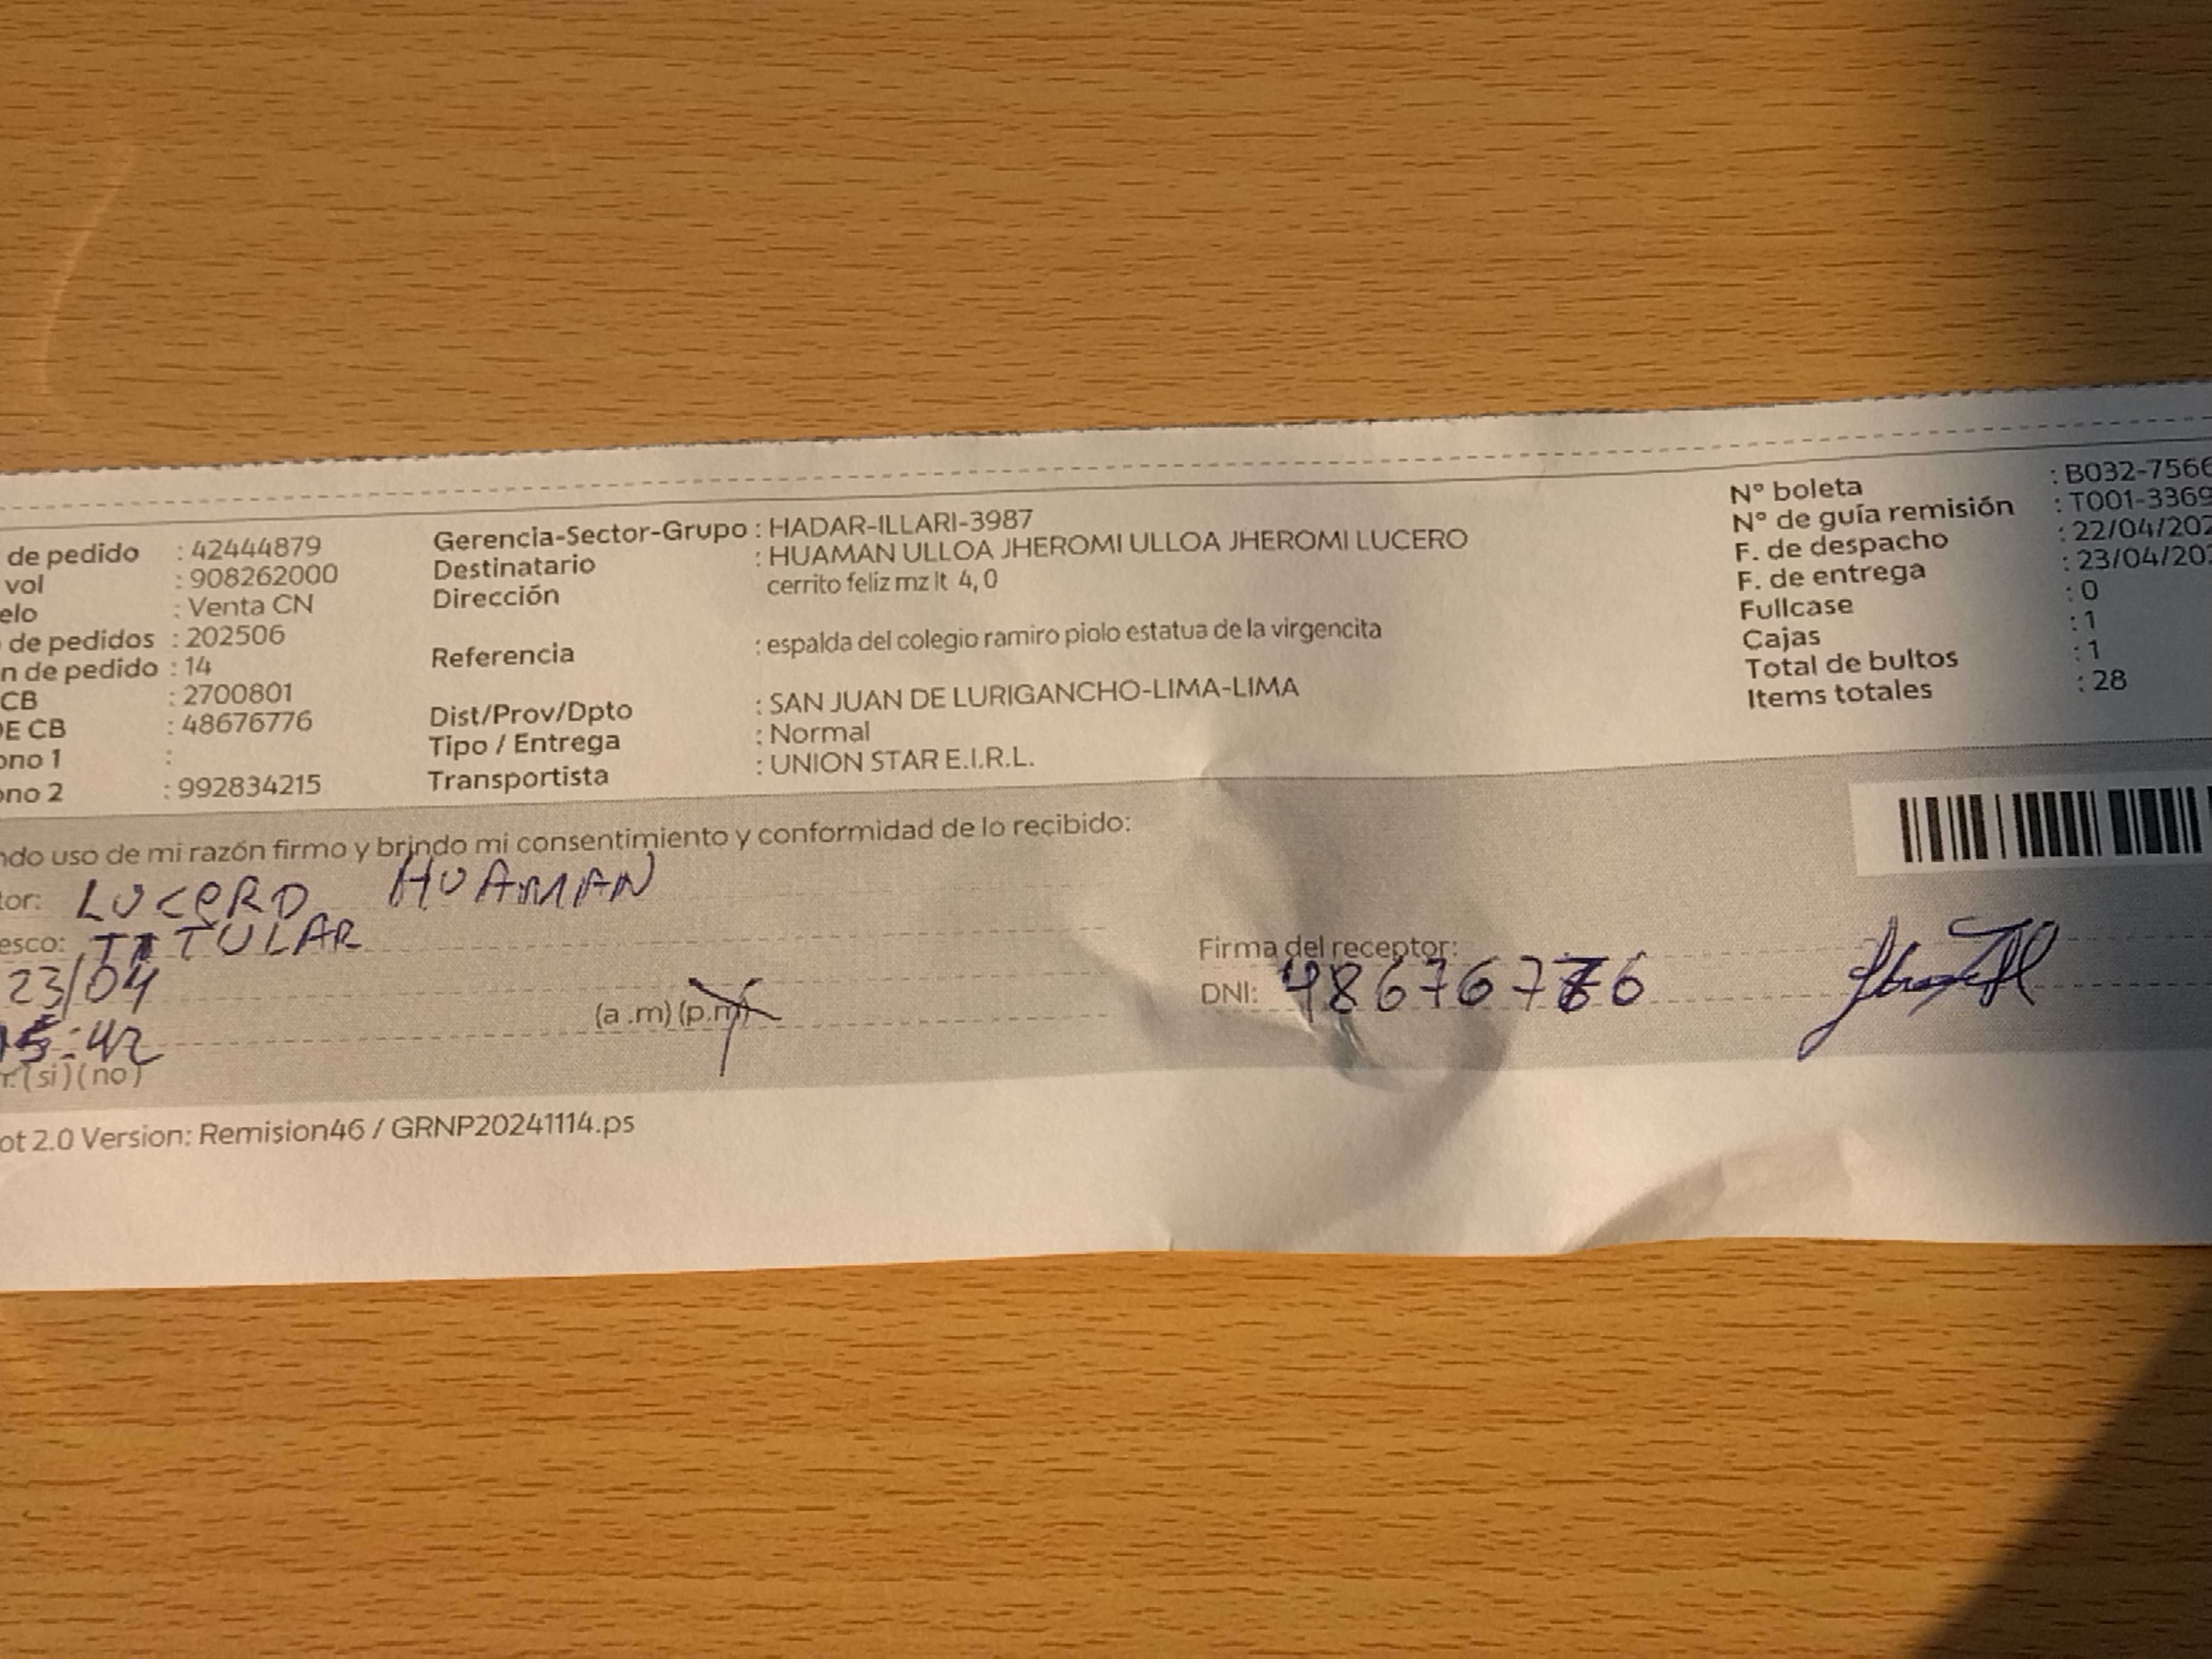 de pedido : 42444879
vol : 908262000
elo : Venta CN
de pedidos : 202506
n de pedido : 14
CB : 2700801
DE CB : 48676776
ono 1 :
ono 2 : 992834215
Gerencia-Sector-Grupo : HADAR-ILLARI-3987
Destinatario : HUAMAN ULLOA JHEROMI ULLOA JHEROMI LUCERO
Dirección cerrito feliz mz lt 4,0
Referencia : espalda del colegio ramiro piolo estatua de la virgencita
Dist/Prov/Dpto : SAN JUAN DE LURIGANCHO-LIMA-LIMA
Tipo / Entrega : Normal
Transportista : UNION STAR E.I.R.L.
N° boleta : B032-7566
N° de guía remisión : T001-3369
F. de despacho : 22/04/202
F. de entrega : 23/04/20
Fullcase : 0
Cajas : 1
Total de bultos : 1
Items totales : 28
ndo uso de mi razón firmo y brindo mi consentimiento y conformidad de lo recibido:
tor: LUCERO HUAMAN
esco: TITULAR
23/04
15:42 (a .m) (p.m)
r. (si) (no)
Firma del receptor:
DNI: 48676776
ot 2.0 Version: Remision46 / GRNP20241114.ps